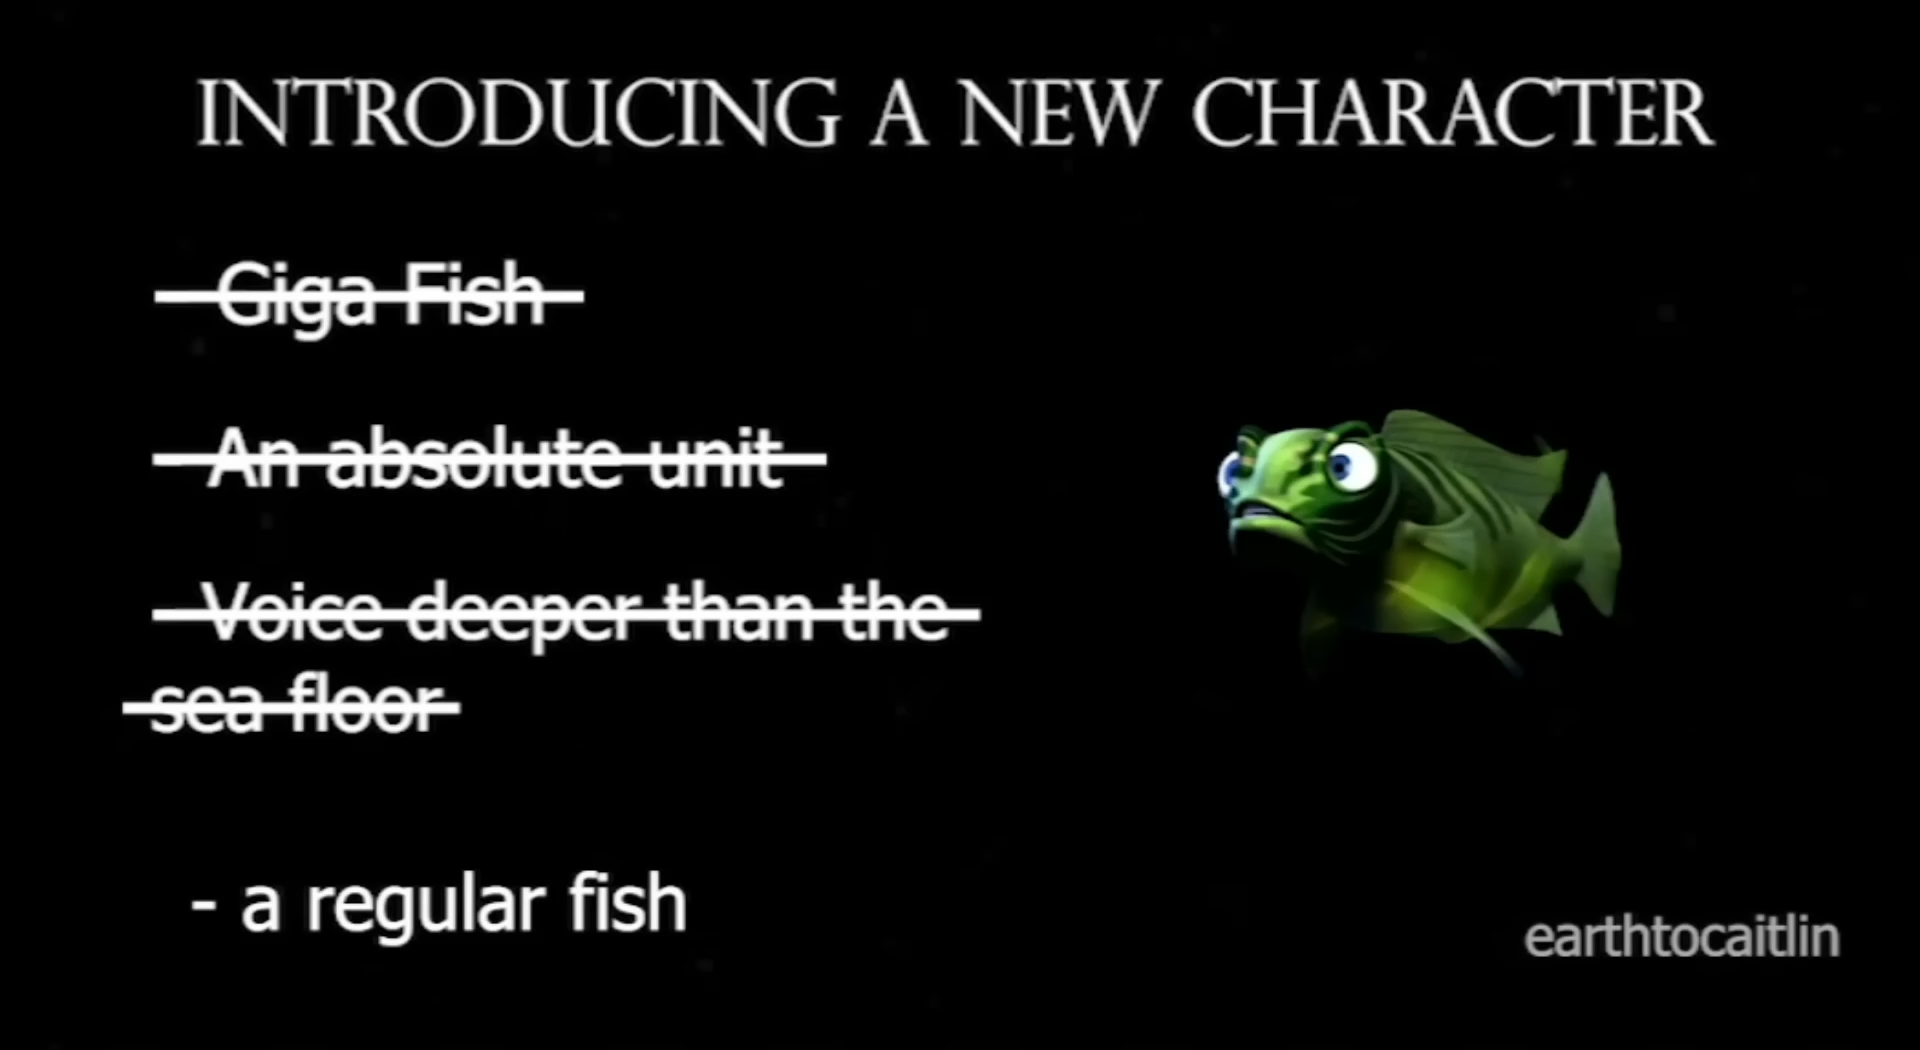 INTRODUCING A NEW CHARACTER
Giga Fish
An absolute unit
Voice deeper than the
sea floor
- a regular fish
earthtocaitlin